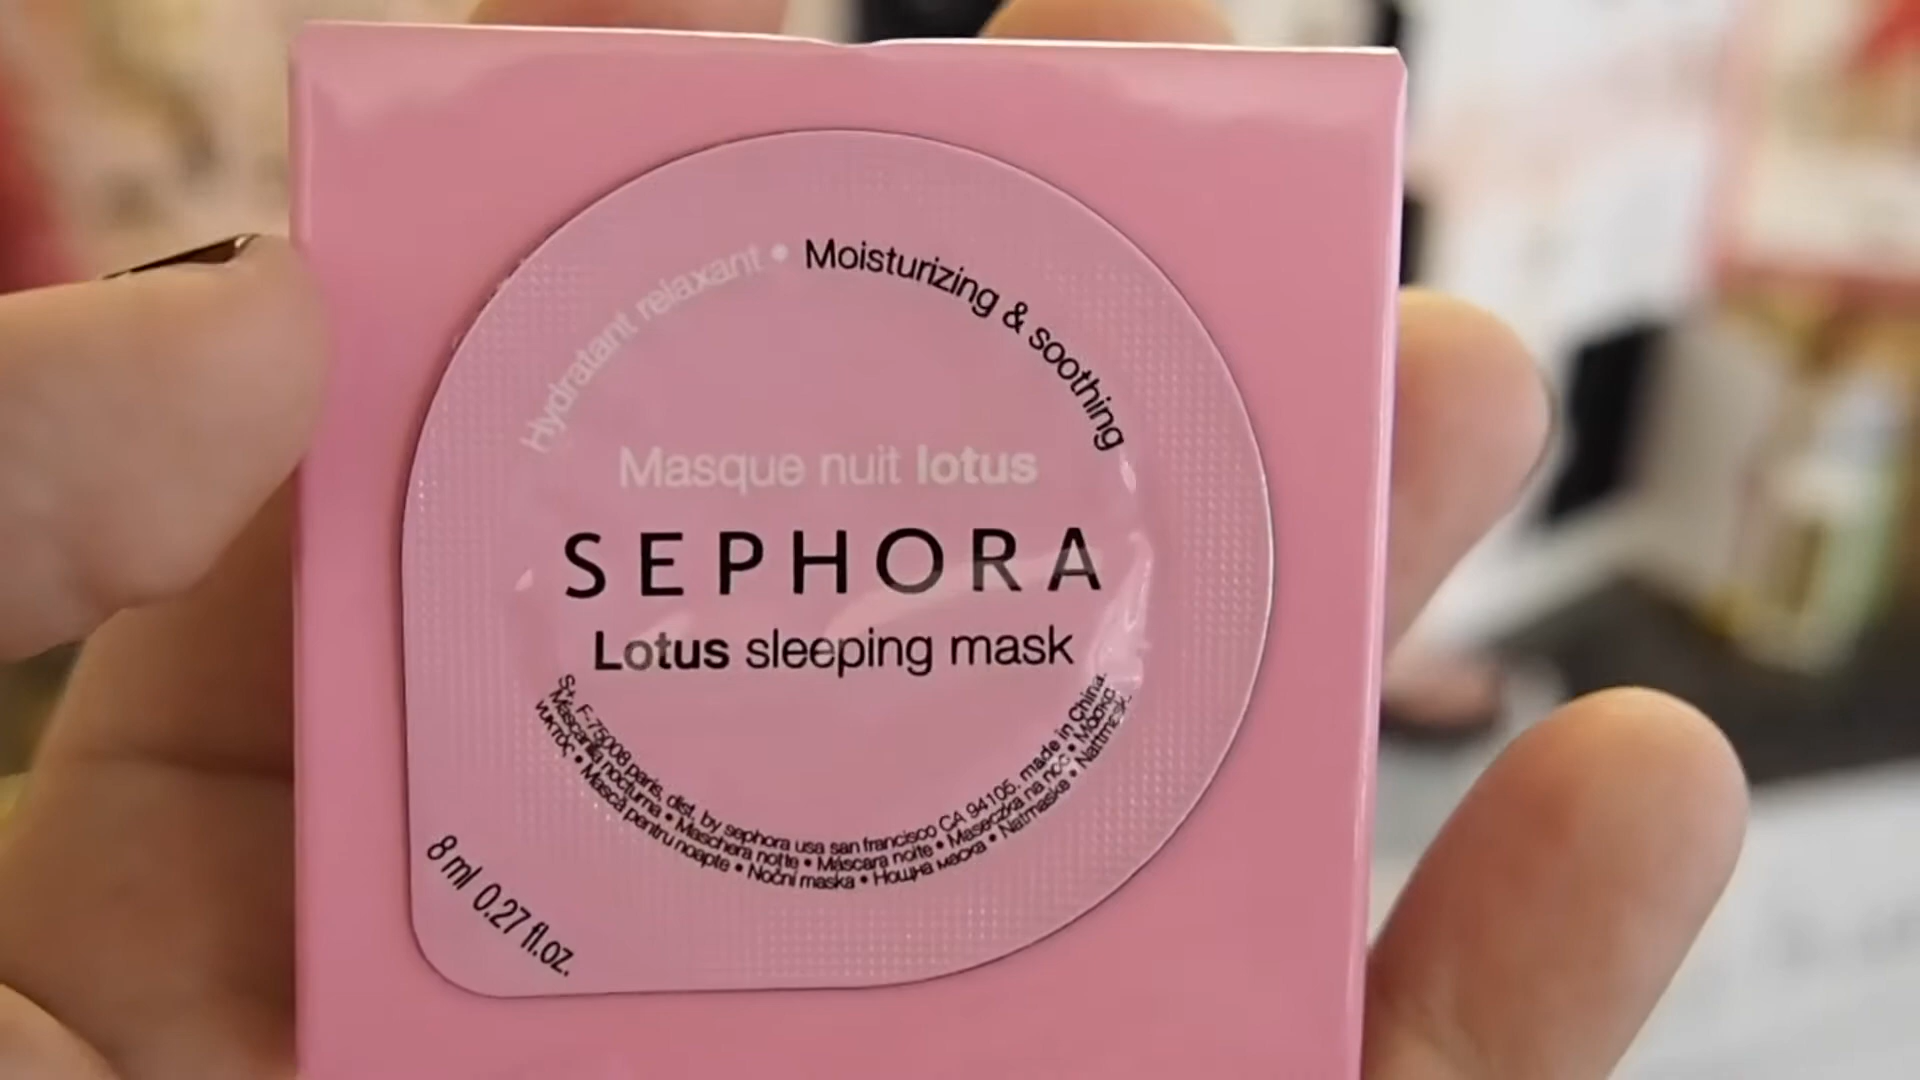 Hydratant relaxant • Moisturizing & soothing
Masque nuit lotus
SEPHORA
Lotus sleeping mask
F-75008 paris, dist. by sephora usa san francisco CA 94105. made in China.
Mascarilla nocturna • Maschera notte • Máscara noite • Maseczka na noc • Μάσκα
νυκτός • Mască pentru noapte • Noční maska • Нощна маска • Natmaske • Nattmask.
8 ml 0.27 fl.oz.